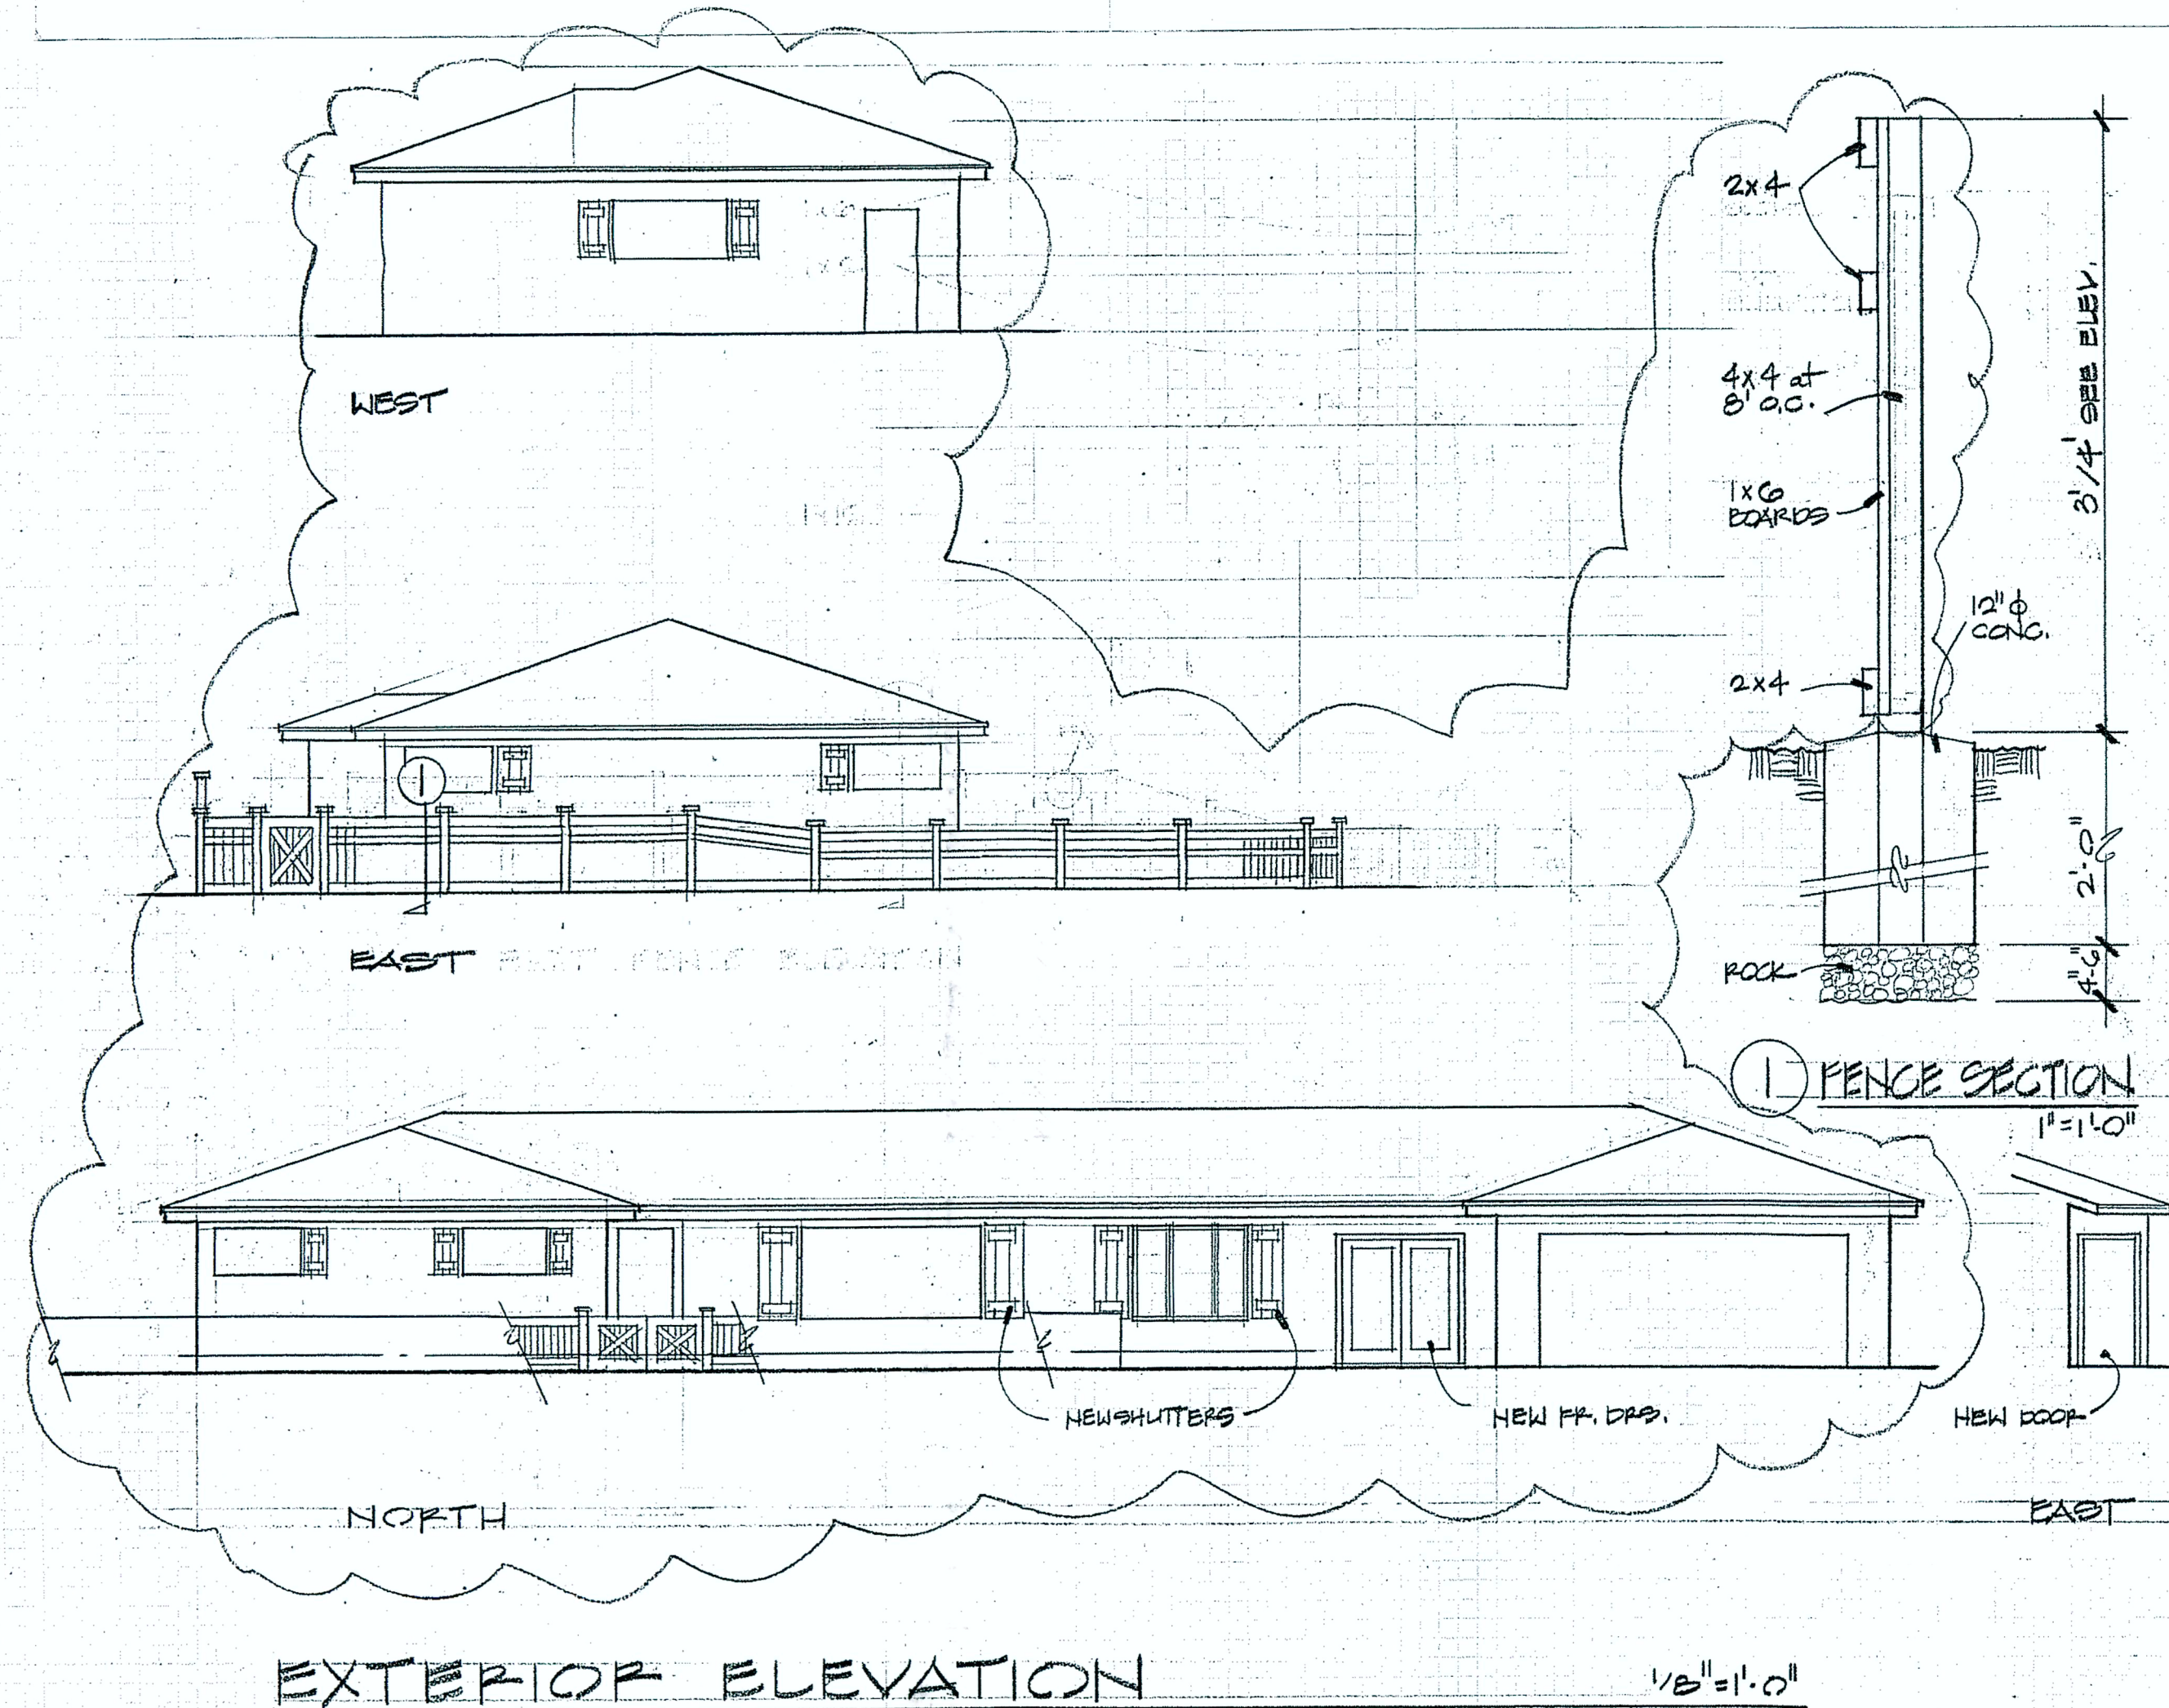 WEST
2x4
4x4 at
8' O.C.
1x6
BOARDS
3'/4' SEE ELEV.
12"ϕ
CONC.
2x4
2'-0"
ROCK
4"-6"
1
EAST
1 FENCE SECTION
1"=1'-0"
NEW SHUTTERS
NEW FR. DRS.
NEW DOOR
NORTH
EAST
EXTERIOR ELEVATION
1/8"=1'-0"